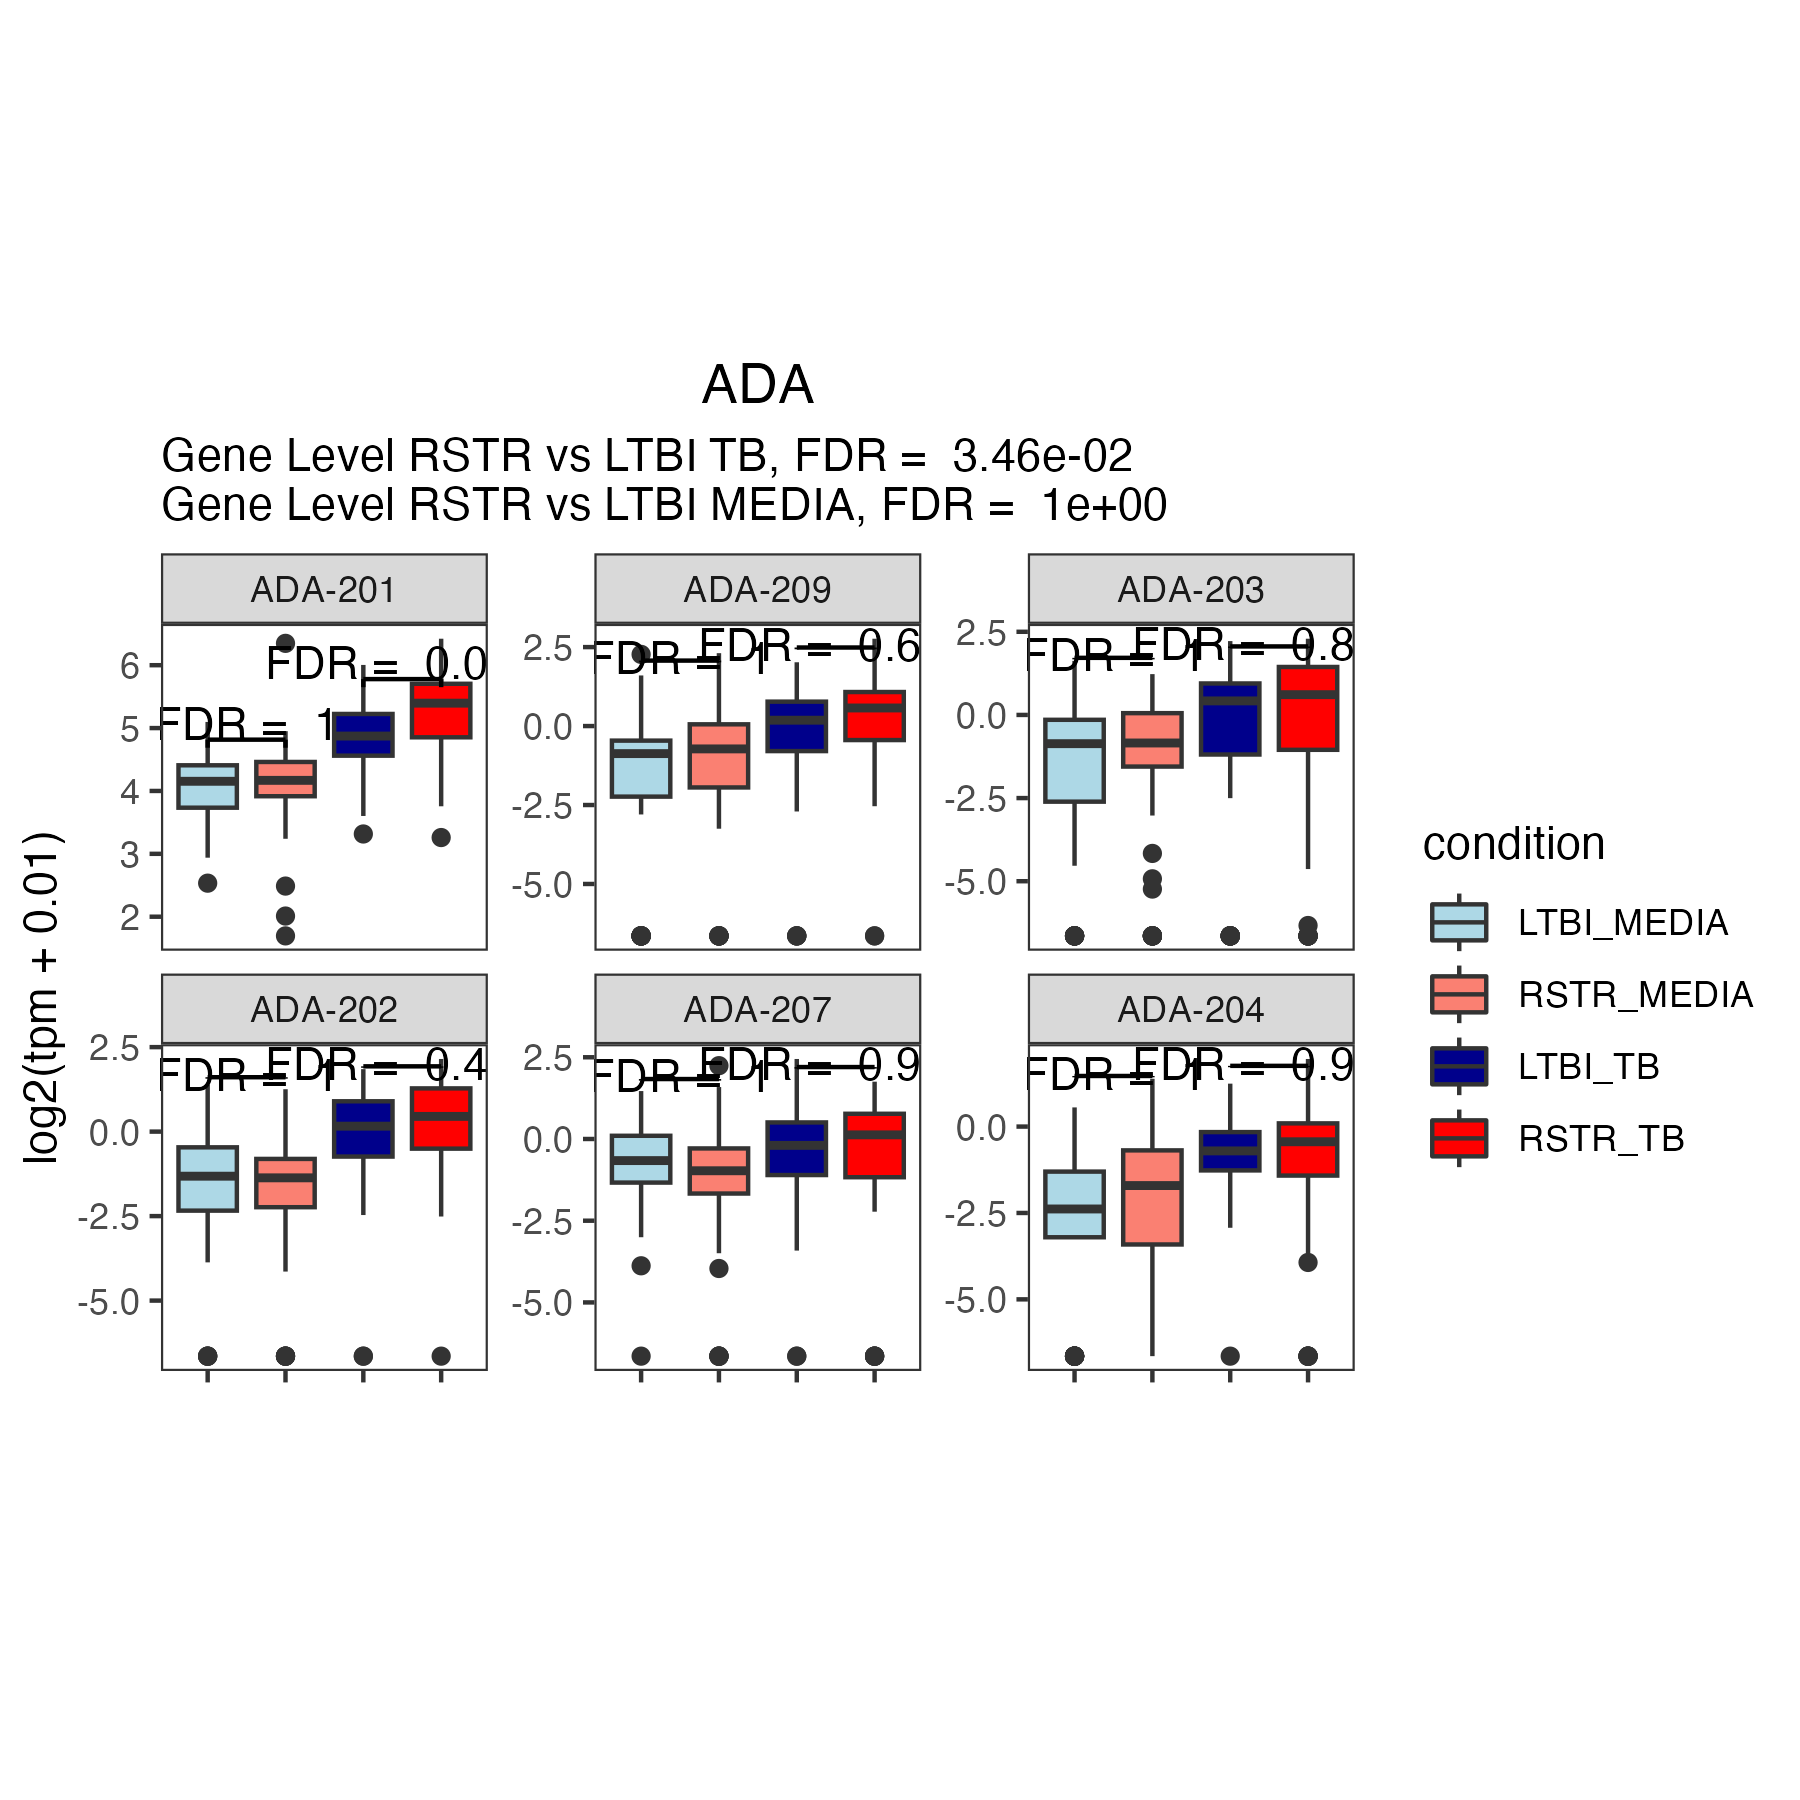 ADA
Gene Level RSTR vs LTBI TB, FDR = 3.46e-02
Gene Level RSTR vs LTBI MEDIA, FDR = 1e+00
log2(tpm + 0.01)
ADA-201
6
5
4
3
2
FDR = 1
FDR = 0.0
ADA-209
2.5
0.0
-2.5
-5.0
FDR = 1
FDR = 0.6
ADA-203
2.5
0.0
-2.5
-5.0
FDR = 1
FDR = 0.8
ADA-202
2.5
0.0
-2.5
-5.0
FDR = 1
FDR = 0.4
ADA-207
2.5
0.0
-2.5
-5.0
FDR = 1
FDR = 0.9
ADA-204
0.0
-2.5
-5.0
FDR = 1
FDR = 0.9
condition
LTBI_MEDIA
RSTR_MEDIA
LTBI_TB
RSTR_TB